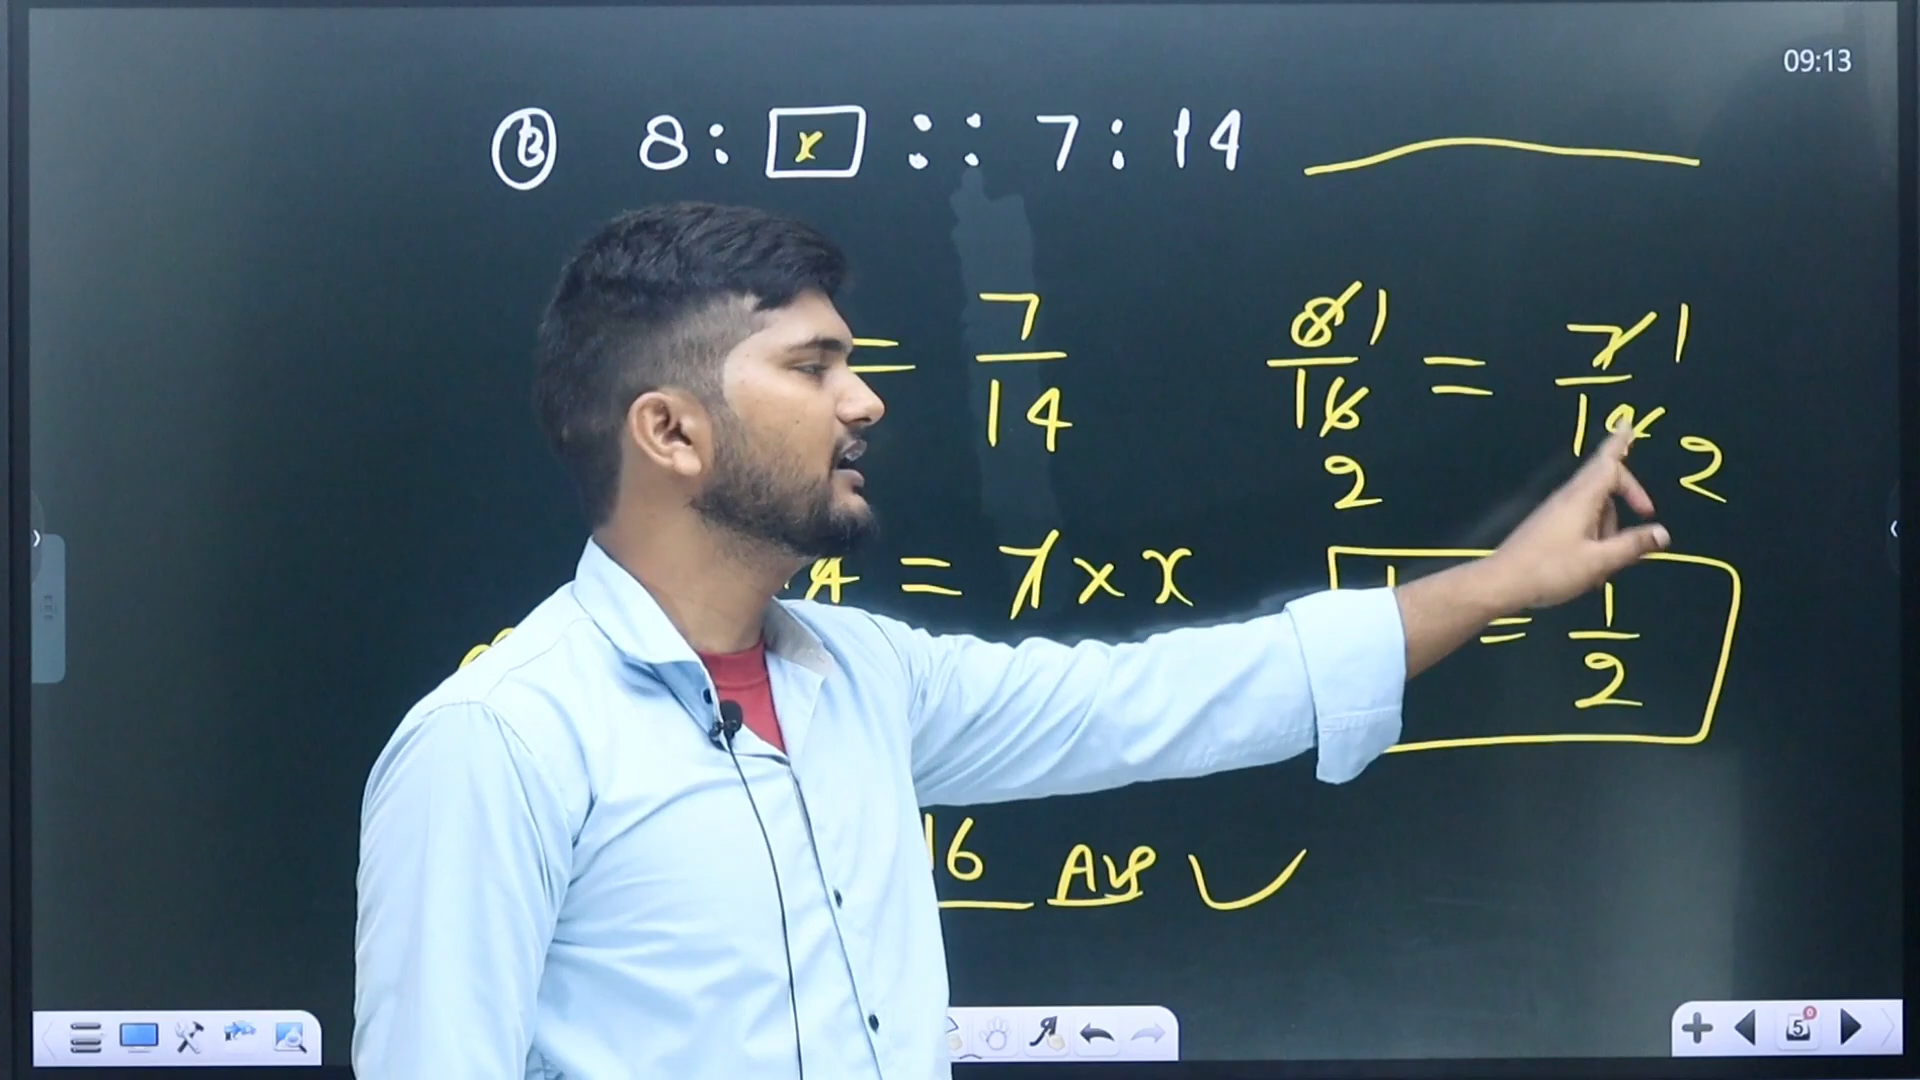 09:13
B 8 : x :: 7 : 14
= 7/14
8/16 = 7/14
1 1
2 2
= 7 × x
= 1/2
16 Ans ✓
5